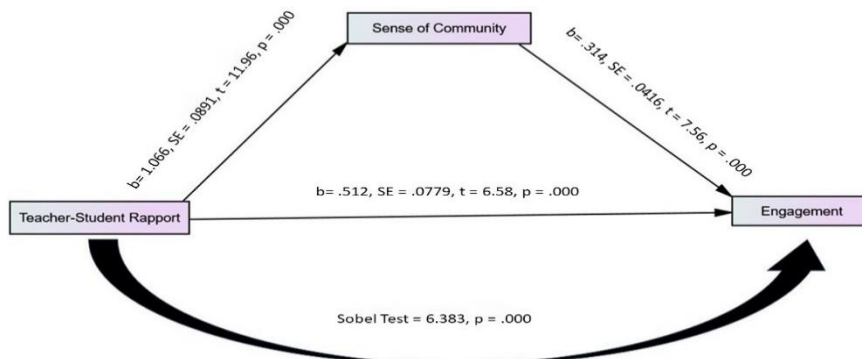 Sense of Community
b= 1.066, SE = .0891, t = 11.96, p = .000
b= .314, SE = .0416, t = 7.56, p = .000
b= .512, SE = .0779, t = 6.58, p = .000
Teacher-Student Rapport
Engagement
Sobel Test = 6.383, p = .000